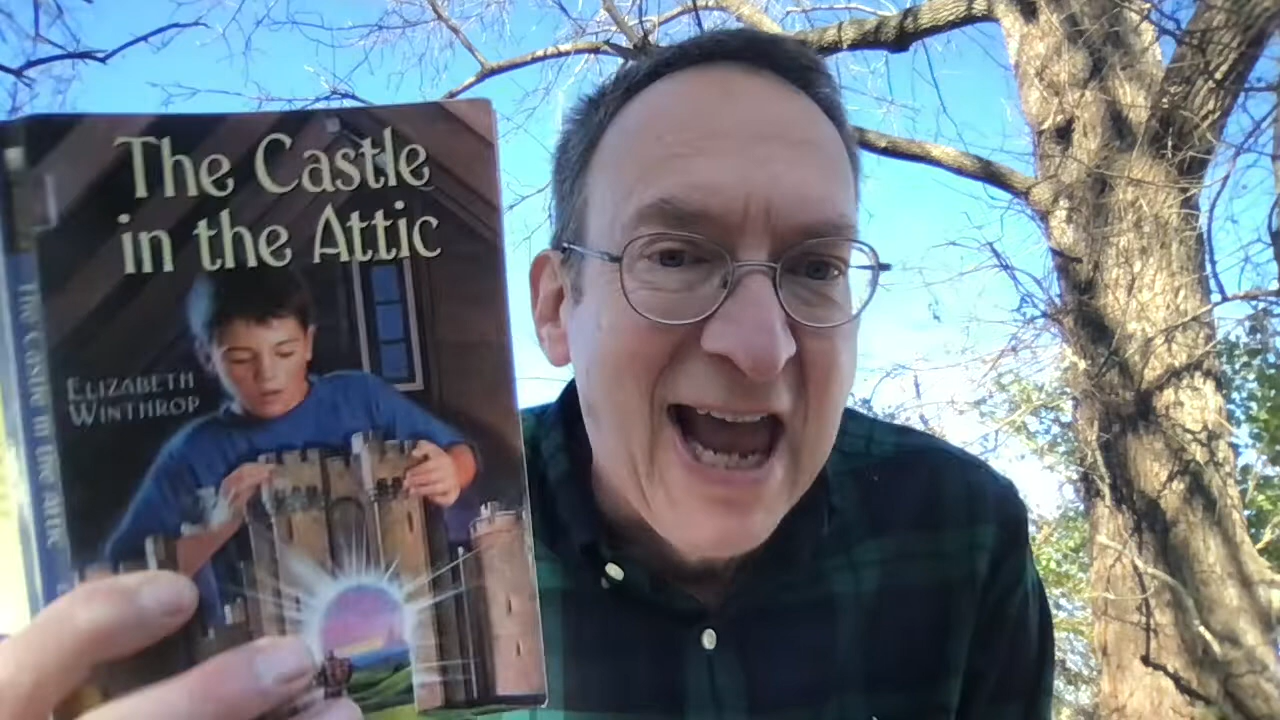 The Castle
in the Attic
ELIZABETH
WINTHROP
The Castle in the Attic